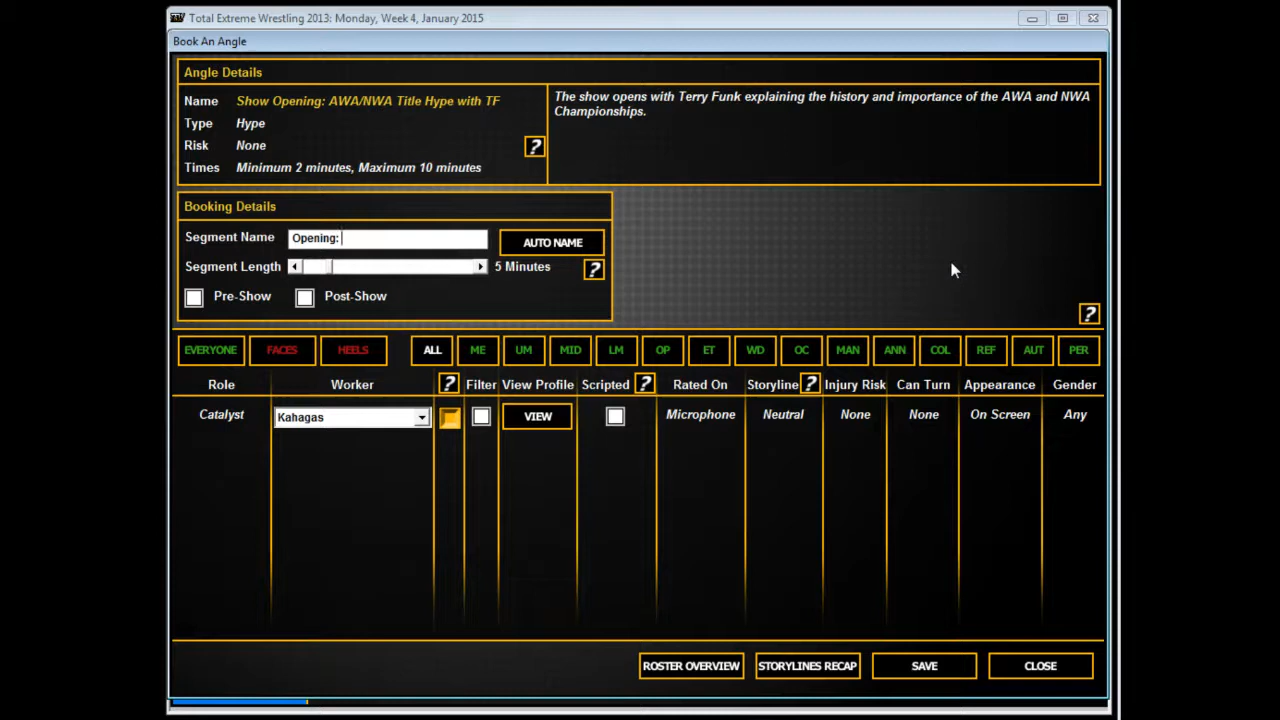 Total Extreme Wrestling 2013: Monday, Week 4, January 2015
Book An Angle
Angle Details
Name Show Opening: AWA/NWA Title Hype with TF
Type Hype
Risk None
?
Times Minimum 2 minutes, Maximum 10 minutes
The show opens with Terry Funk explaining the history and importance of the AWA and NWA
Championships.
Booking Details
Segment Name Opening: AUTO NAME
Segment Length 5 Minutes ?
Pre-Show Post-Show
?
EVERYONE FACES HEELS ALL ME UM MID LM OP ET WD OC MAN ANN COL REF AUT PER
Role Worker ? Filter View Profile Scripted ? Rated On Storyline ? Injury Risk Can Turn Appearance Gender
Catalyst Kahagas VIEW Microphone Neutral None None On Screen Any
ROSTER OVERVIEW STORYLINES RECAP SAVE CLOSE